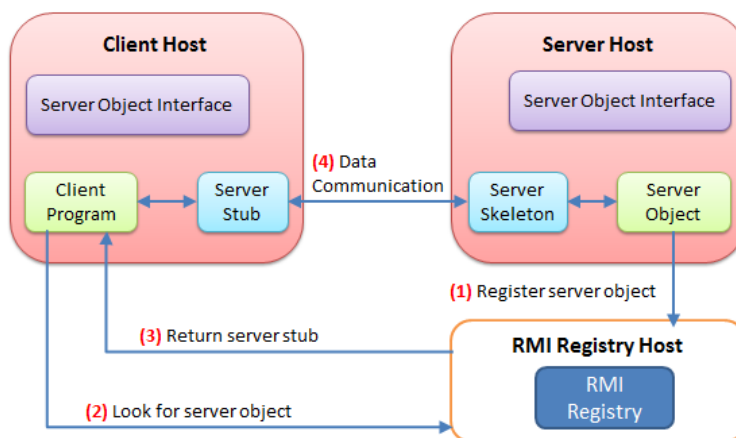 Client Host
Server Object Interface
Client
Program
Server
Stub
(4) Data
Communication
Server Host
Server Object Interface
Server
Skeleton
Server
Object
(1) Register server object
(3) Return server stub
(2) Look for server object
RMI Registry Host
RMI
Registry